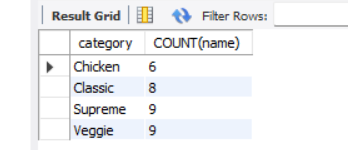 Result Grid Filter Rows:
category COUNT(name)
Chicken 6
Classic 8
Supreme 9
Veggie 9